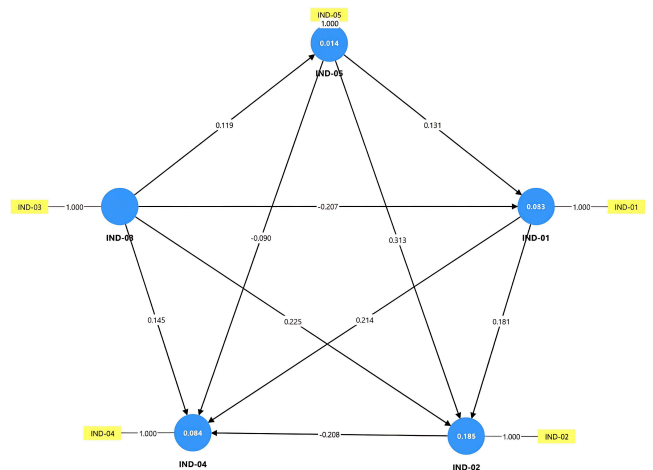 IND-05
1.000
0.014
IND-05
0.119
0.131
IND-03
1.000
-0.207
0.083
1.000
IND-01
IND-03
IND-01
-0.090
0.313
0.145
0.225
0.214
0.181
IND-04
1.000
0.084
-0.208
0.185
1.000
IND-02
IND-04
IND-02